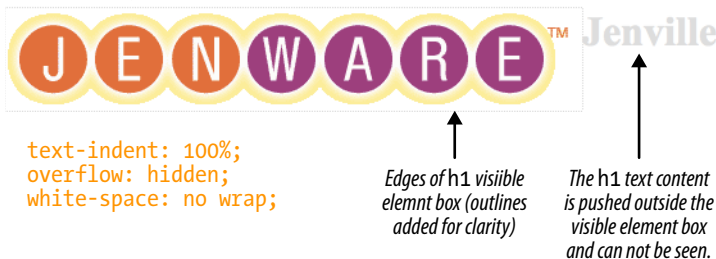 JENWARE™ Jenville
text-indent: 100%;
overflow: hidden;
white-space: no wrap;
Edges of h1 visiible
elemnt box (outlines
added for clarity)
The h1 text content
is pushed outside the
visible element box
and can not be seen.